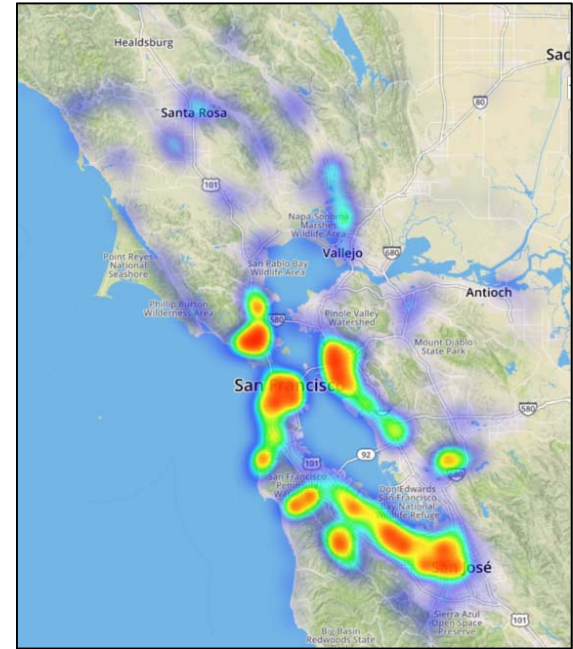 Healdsburg
Sac
80
Santa Rosa
101
Napa-Sonoma
Marshes
Wildlife Area
Vallejo
680
Point Reyes
National
Seashore
San Pablo Bay
Wildlife Area
Antioch
Phillip Burton
Wilderness Area
580
Pinole Valley
Watershed
Mount Diablo
State Park
San Francisco
580
92
101
San Francisco
Peninsula
Don Edwards
San Francisco
Bay National
Wildlife Refuge
San José
Sierra Azul
Open Space
Preserve
101
Big Basin
Redwoods State